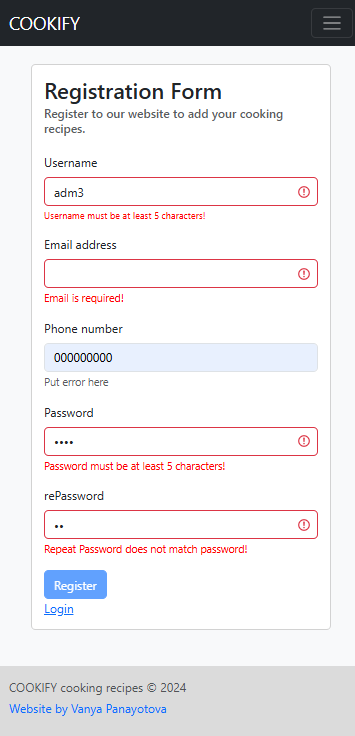 COOKIFY
Registration Form
Register to our website to add your cooking
recipes.
Username
adm3
Username must be at least 5 characters!
Email address
Email is required!
Phone number
000000000
Put error here
Password
••••
Password must be at least 5 characters!
rePassword
••
Repeat Password does not match password!
Register
Login
COOKIFY cooking recipes © 2024
Website by Vanya Panayotova